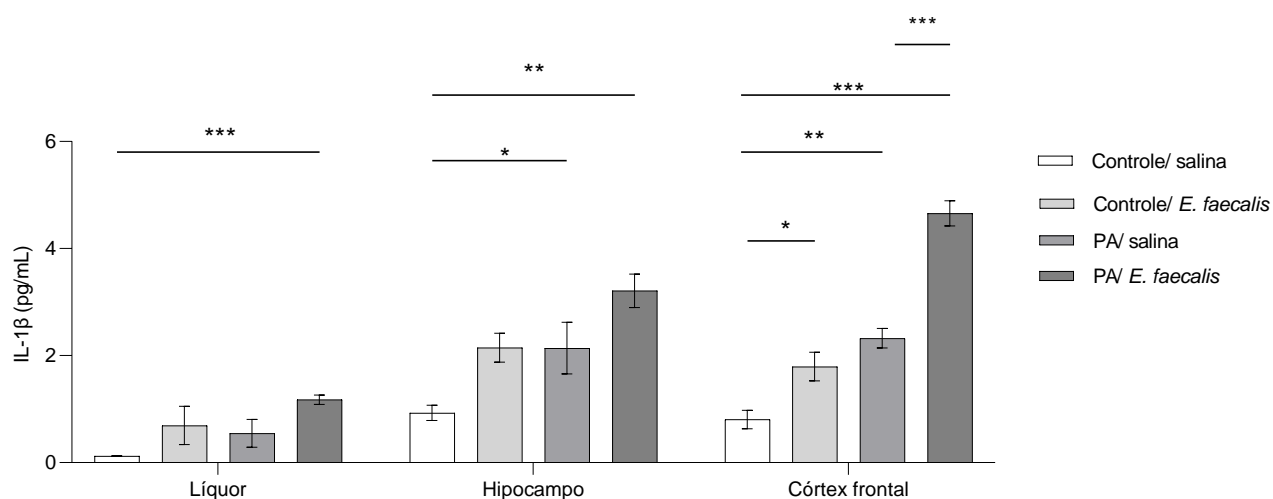 ***
**
***
***
**
*
*
6
4
2
0
IL-1β (pg/mL)
Líquor
Hipocampo
Córtex frontal
Controle/ salina
Controle/ E. faecalis
PA/ salina
PA/ E. faecalis